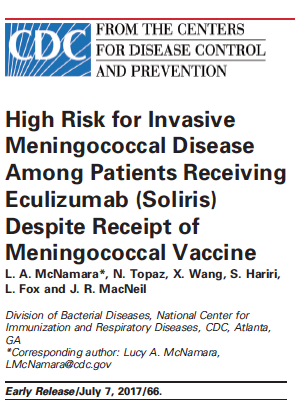 CDC
FROM THE CENTERS
FOR DISEASE CONTROL
AND PREVENTION
High Risk for Invasive
Meningococcal Disease
Among Patients Receiving
Eculizumab (Soliris)
Despite Receipt of
Meningococcal Vaccine
L. A. McNamara*, N. Topaz, X. Wang, S. Hariri,
L. Fox and J. R. MacNeil
Division of Bacterial Diseases, National Center for
Immunization and Respiratory Diseases, CDC, Atlanta,
GA
*Corresponding author: Lucy A. McNamara,
LMcNamara@cdc.gov
Early Release/July 7, 2017/66.